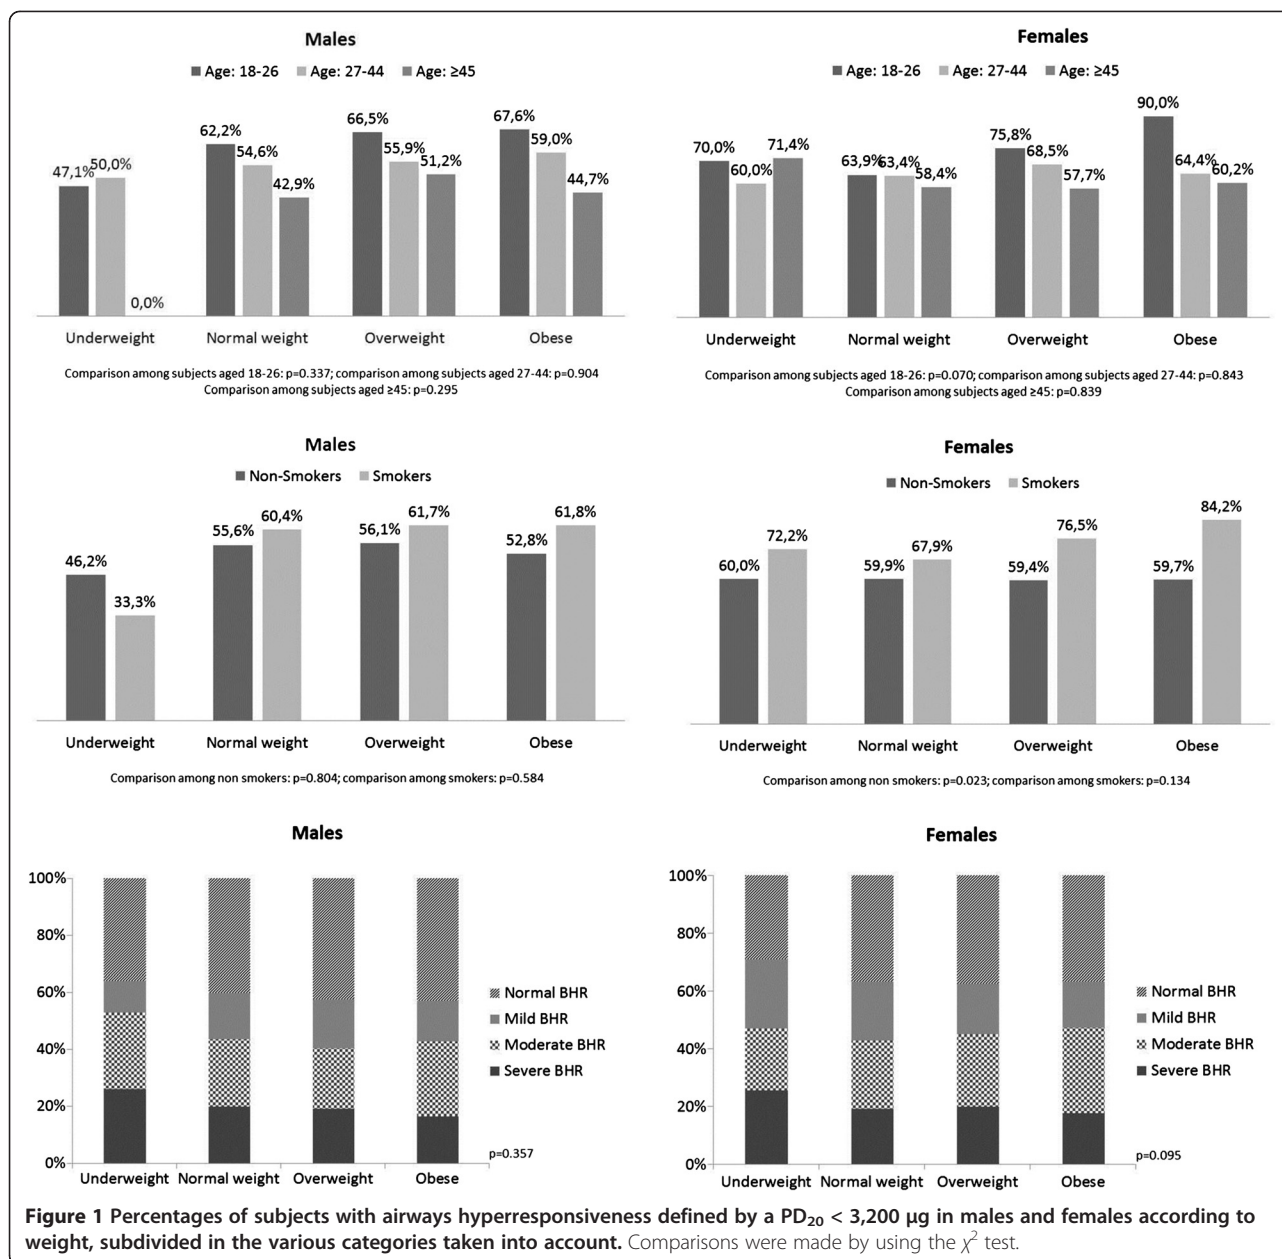 Males
Age: 18-26 Age: 27-44 Age: ≥45
47,1% 50,0% 0,0% 62,2% 54,6% 42,9% 66,5% 55,9% 51,2% 67,6% 59,0% 44,7%
Underweight Normal weight Overweight Obese
Comparison among subjects aged 18-26: p=0.337; comparison among subjects aged 27-44: p=0.904
Comparison among subjects aged ≥45: p=0.295
Females
Age: 18-26 Age: 27-44 Age: ≥45
70,0% 60,0% 71,4% 63,9% 63,4% 58,4% 75,8% 68,5% 57,7% 90,0% 64,4% 60,2%
Underweight Normal weight Overweight Obese
Comparison among subjects aged 18-26: p=0.070; comparison among subjects aged 27-44: p=0.843
Comparison among subjects aged ≥45: p=0.839
Males
Non-Smokers Smokers
46,2% 33,3% 55,6% 60,4% 56,1% 61,7% 52,8% 61,8%
Underweight Normal weight Overweight Obese
Comparison among non smokers: p=0.804; comparison among smokers: p=0.584
Females
Non-Smokers Smokers
60,0% 72,2% 59,9% 67,9% 59,4% 76,5% 59,7% 84,2%
Underweight Normal weight Overweight Obese
Comparison among non smokers: p=0.023; comparison among smokers: p=0.134
Males
100%
80%
60%
40%
20%
0%
Normal BHR
Mild BHR
Moderate BHR
Severe BHR
p=0.357
Underweight Normal weight Overweight Obese
Females
100%
80%
60%
40%
20%
0%
Normal BHR
Mild BHR
Moderate BHR
Severe BHR
p=0.095
Underweight Normal weight Overweight Obese
Figure 1 Percentages of subjects with airways hyperresponsiveness defined by a PD₂₀ < 3,200 μg in males and females according to
weight, subdivided in the various categories taken into account. Comparisons were made by using the χ² test.